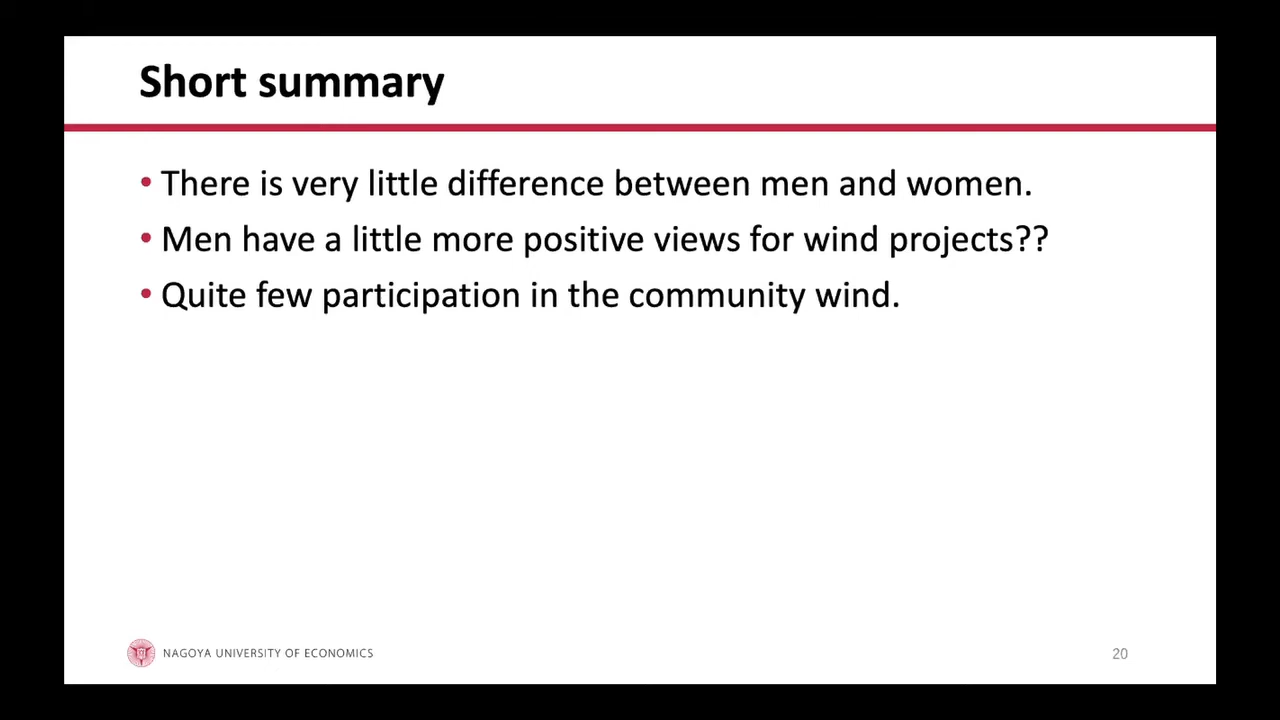 Short summary
• There is very little difference between men and women.
• Men have a little more positive views for wind projects??
• Quite few participation in the community wind.
NAGOYA UNIVERSITY OF ECONOMICS
20